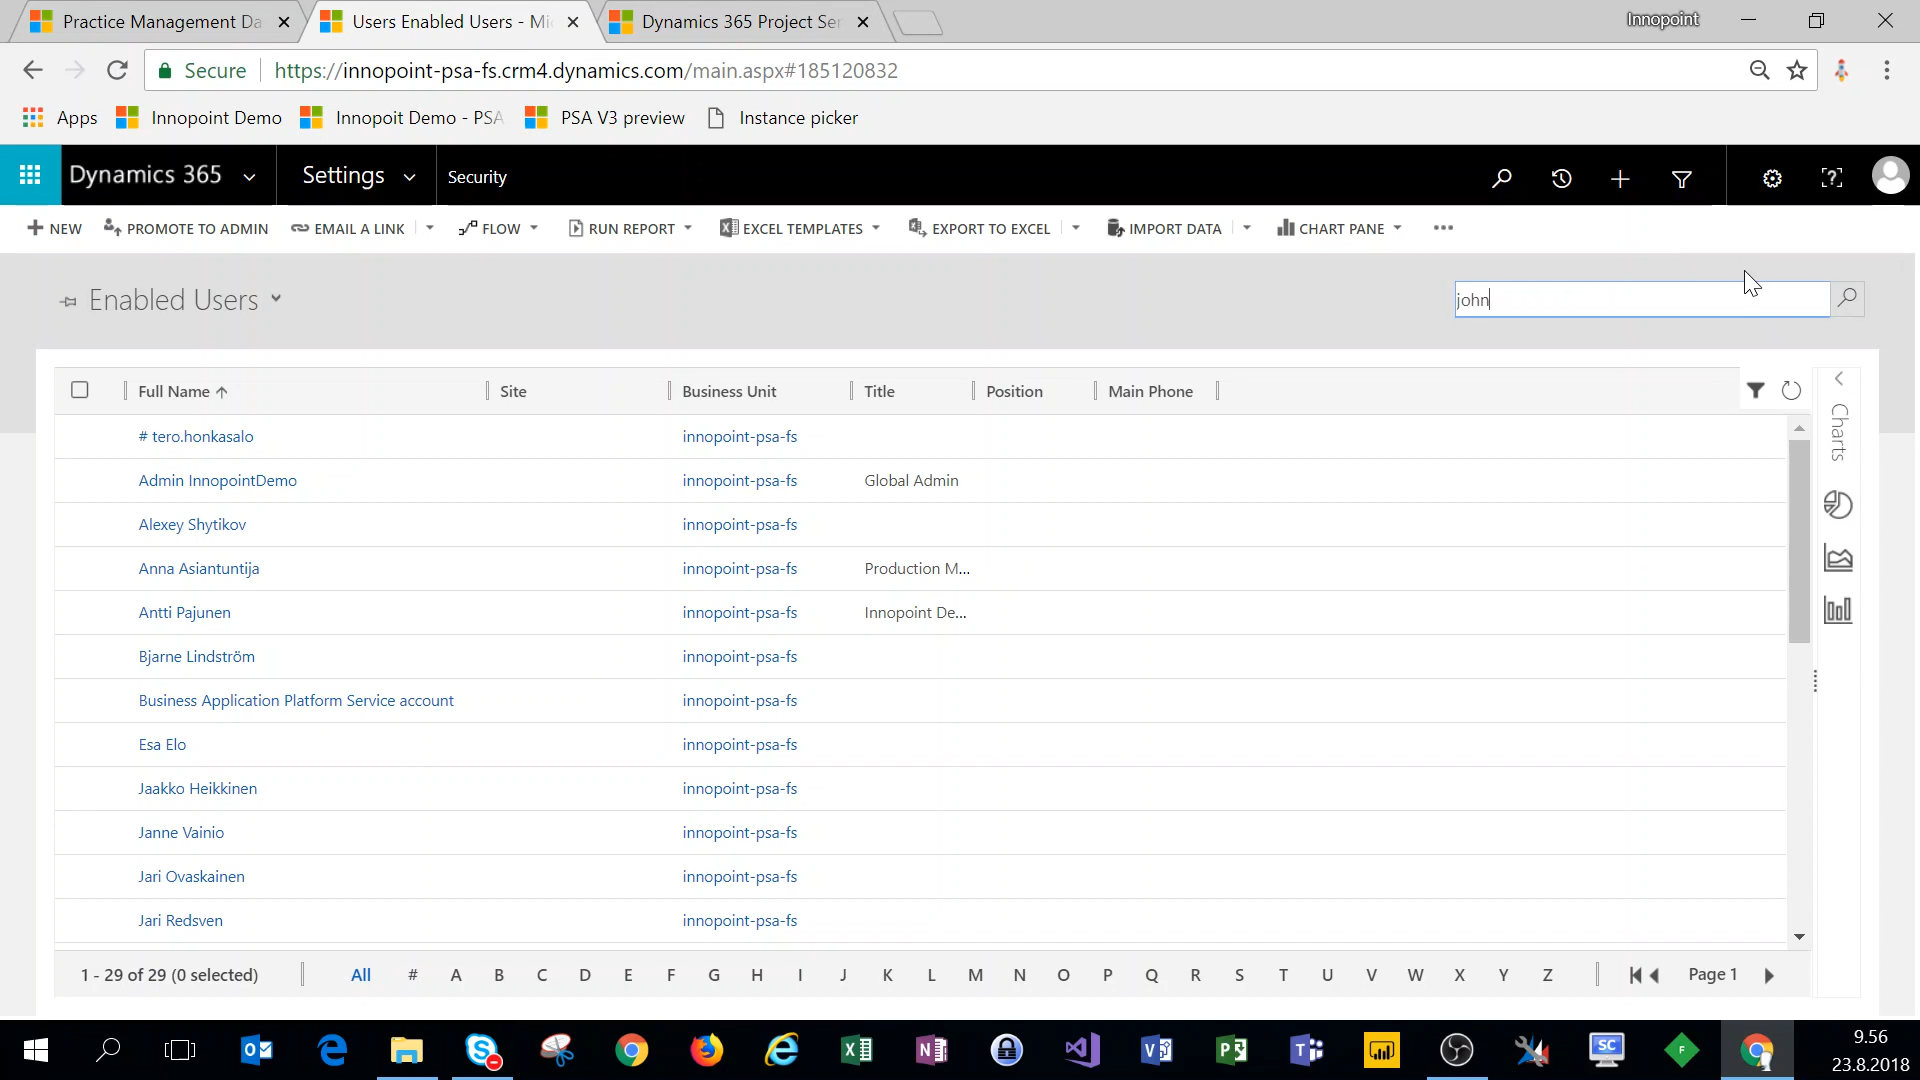 Practice Management Da
Users Enabled Users - Mi
Dynamics 365 Project Ser
Innopoint
Secure
https://innopoint-psa-fs.crm4.dynamics.com/main.aspx#185120832
Apps
Innopoint Demo
Innopoit Demo - PSA
PSA V3 preview
Instance picker
Dynamics 365
Settings
Security
NEW
PROMOTE TO ADMIN
EMAIL A LINK
FLOW
RUN REPORT
EXCEL TEMPLATES
EXPORT TO EXCEL
IMPORT DATA
CHART PANE
Enabled Users
john
Full Name
Site
Business Unit
Title
Position
Main Phone
Charts
# tero.honkasalo innopoint-psa-fs
Admin InnopointDemo innopoint-psa-fs Global Admin
Alexey Shytikov innopoint-psa-fs
Anna Asiantuntija innopoint-psa-fs Production M...
Antti Pajunen innopoint-psa-fs Innopoint De...
Bjarne Lindström innopoint-psa-fs
Business Application Platform Service account innopoint-psa-fs
Esa Elo innopoint-psa-fs
Jaakko Heikkinen innopoint-psa-fs
Janne Vainio innopoint-psa-fs
Jari Ovaskainen innopoint-psa-fs
Jari Redsven innopoint-psa-fs
1 - 29 of 29 (0 selected)
All # A B C D E F G H I J K L M N O P Q R S T U V W X Y Z
Page 1
9.56
23.8.2018